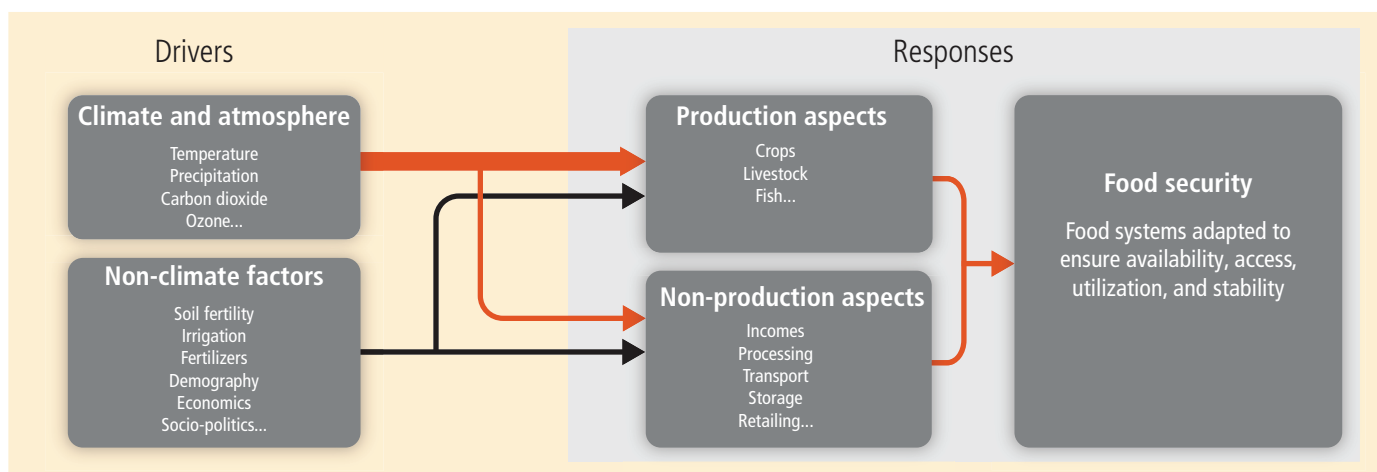 Drivers
Responses
Climate and atmosphere
Temperature
Precipitation
Carbon dioxide
Ozone...
Non-climate factors
Soil fertility
Irrigation
Fertilizers
Demography
Economics
Socio-politics...
Production aspects
Crops
Livestock
Fish...
Non-production aspects
Incomes
Processing
Transport
Storage
Retailing...
Food security
Food systems adapted to
ensure availability, access,
utilization, and stability